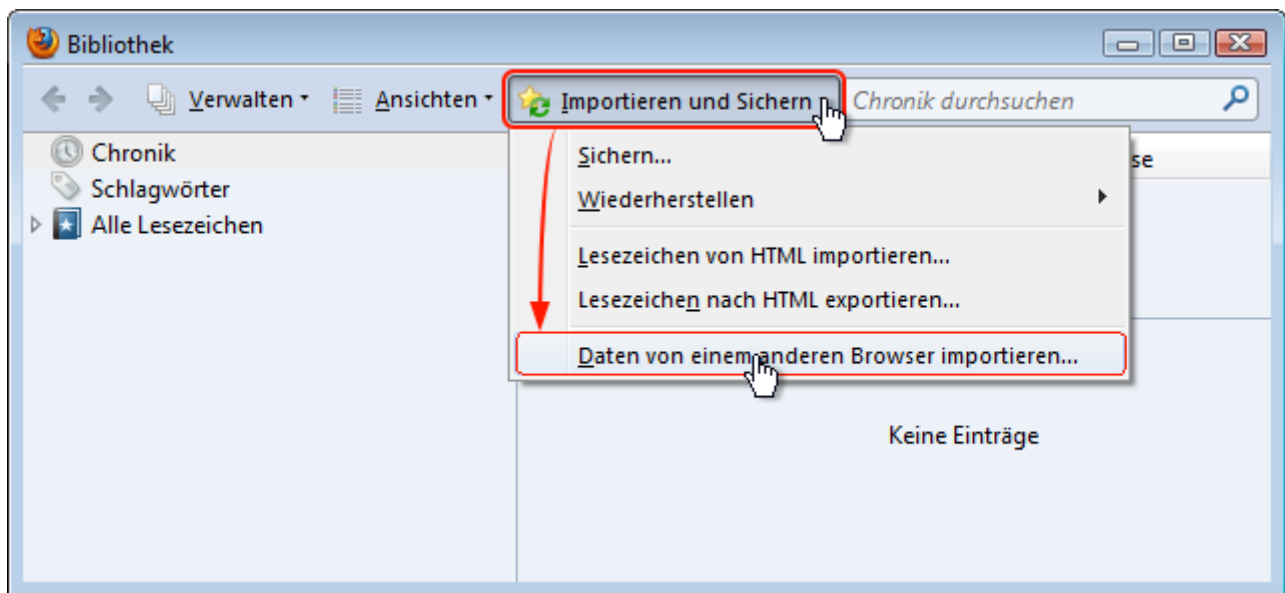 Bibliothek
Verwalten Ansichten Importieren und Sichern Chronik durchsuchen
Chronik
Schlagwörter
Alle Lesezeichen
Sichern...
Wiederherstellen
Lesezeichen von HTML importieren...
Lesezeichen nach HTML exportieren...
Daten von einem anderen Browser importieren...
se
Keine Einträge